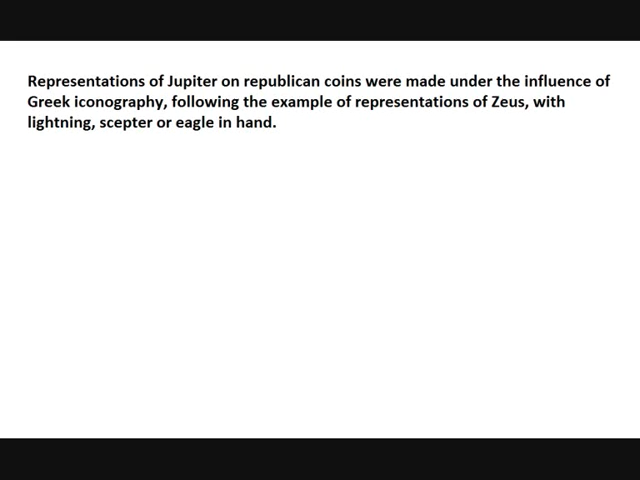 Representations of Jupiter on republican coins were made under the influence of
Greek iconography, following the example of representations of Zeus, with
lightning, scepter or eagle in hand.